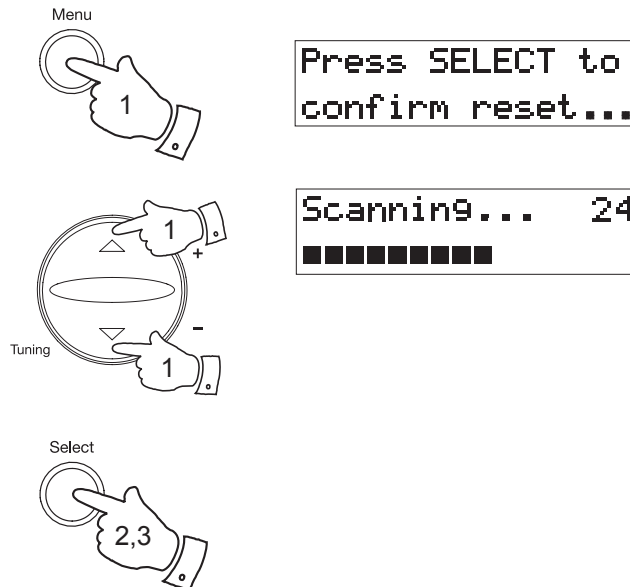 Menu
1
Press SELECT to
confirm reset...
1
+
Scanning... 24
-
Tuning
1
Select
2,3